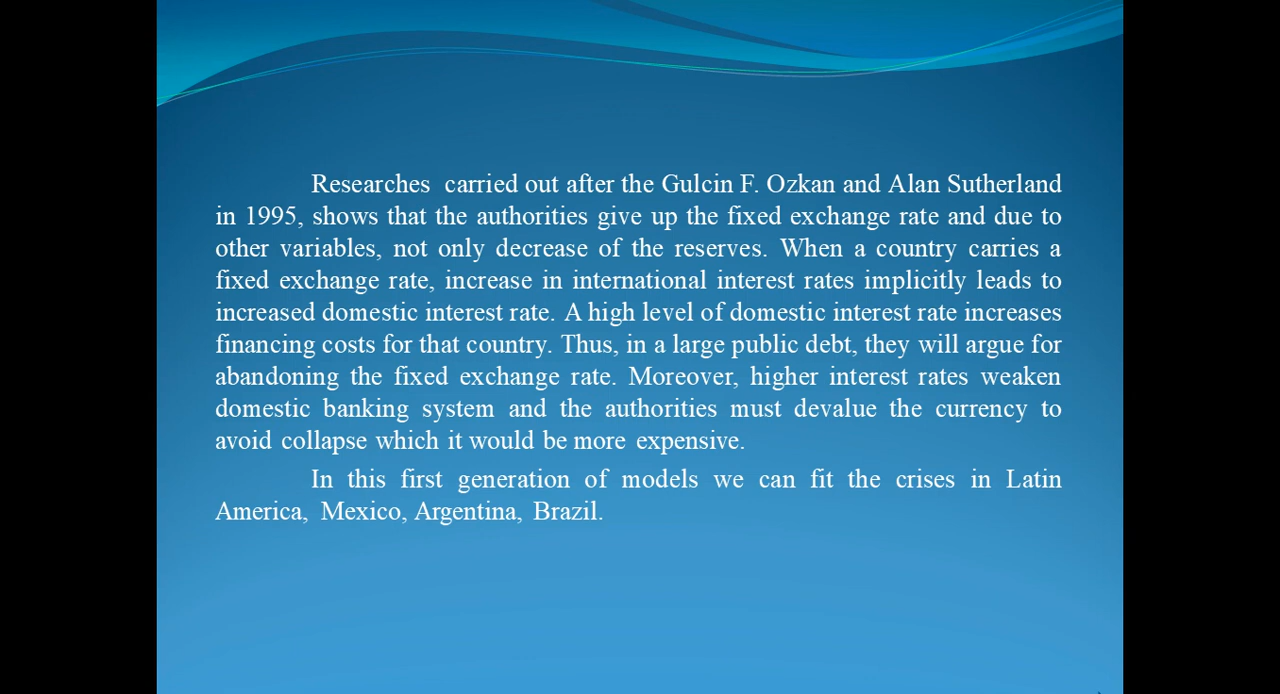 Researches carried out after the Gulcin F. Ozkan and Alan Sutherland
in 1995, shows that the authorities give up the fixed exchange rate and due to
other variables, not only decrease of the reserves. When a country carries a
fixed exchange rate, increase in international interest rates implicitly leads to
increased domestic interest rate. A high level of domestic interest rate increases
financing costs for that country. Thus, in a large public debt, they will argue for
abandoning the fixed exchange rate. Moreover, higher interest rates weaken
domestic banking system and the authorities must devalue the currency to
avoid collapse which it would be more expensive.
In this first generation of models we can fit the crises in Latin
America, Mexico, Argentina, Brazil.